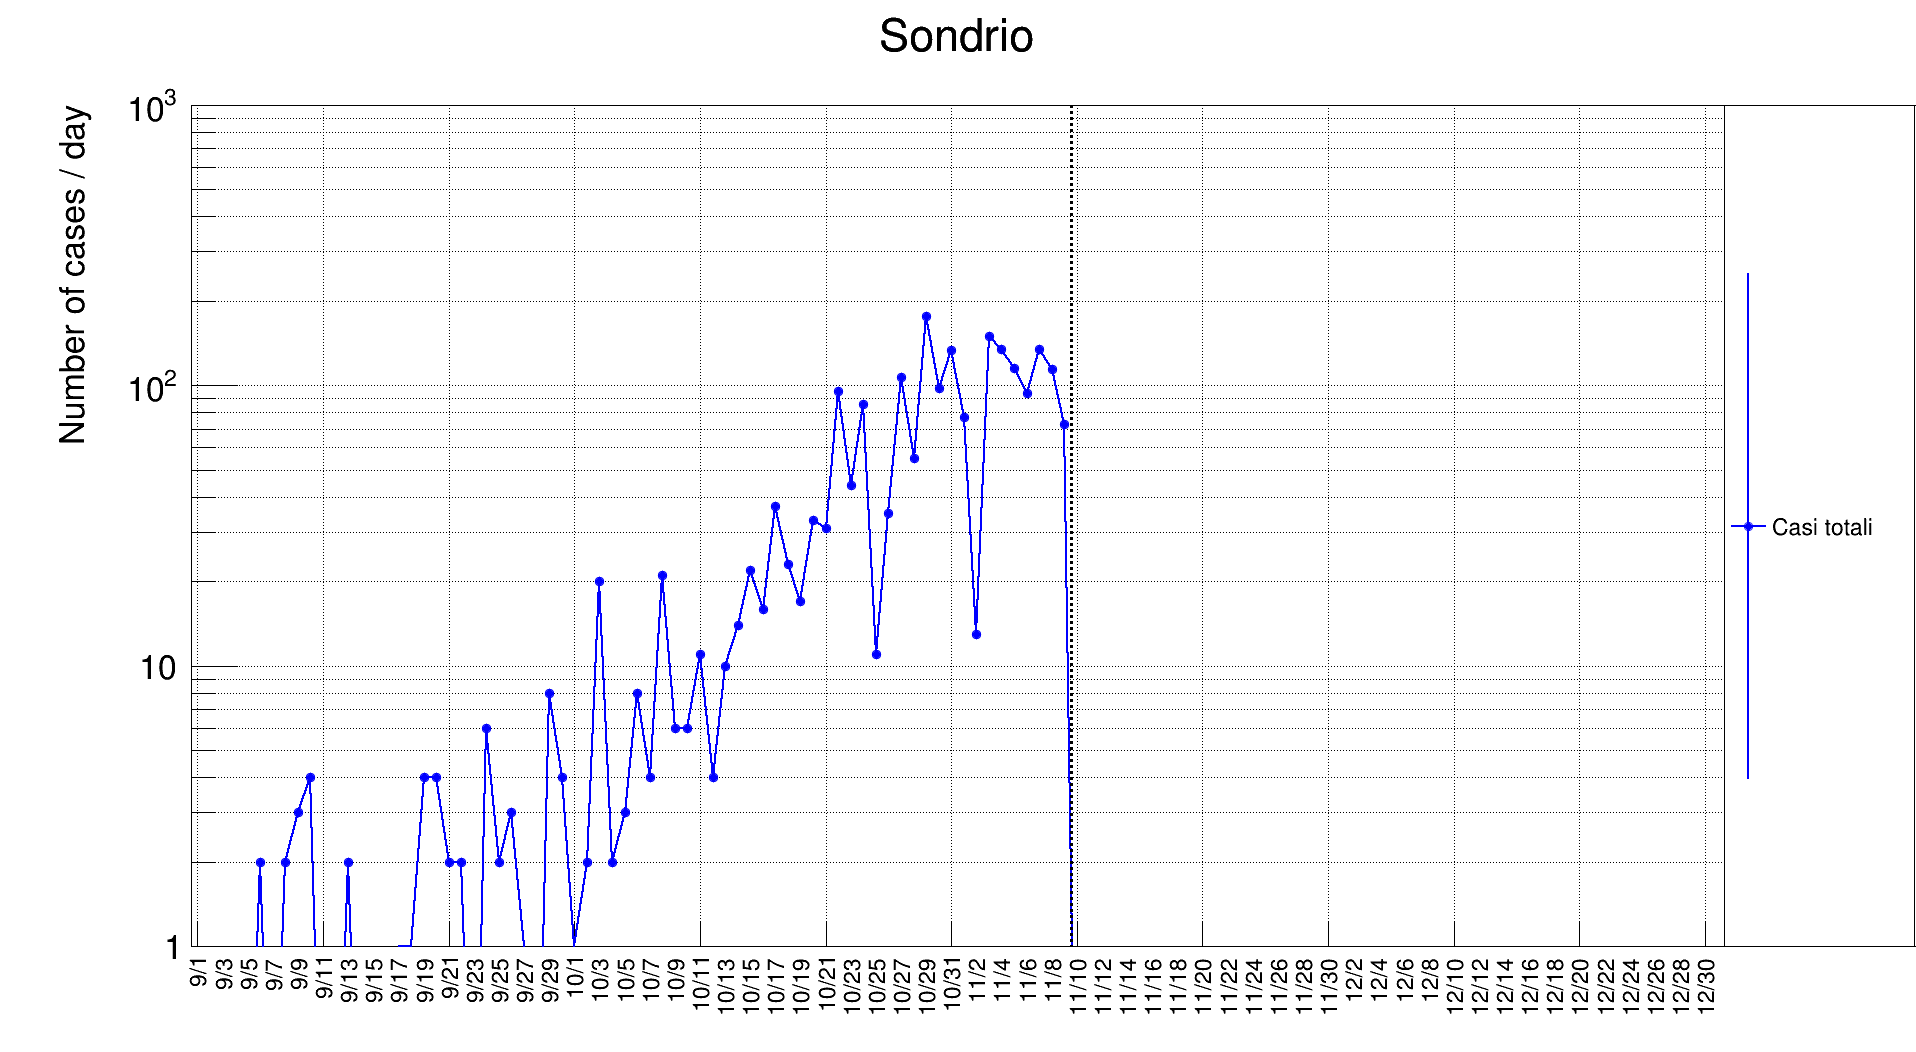 Sondrio
Number of cases / day
10³
10²
10
1
9/1 9/3 9/5 9/7 9/9 9/11 9/13 9/15 9/17 9/19 9/21 9/23 9/25 9/27 9/29 10/1 10/3 10/5 10/7 10/9 10/11 10/13 10/15 10/17 10/19 10/21 10/23 10/25 10/27 10/29 10/31 11/2 11/4 11/6 11/8 11/10 11/12 11/14 11/16 11/18 11/20 11/22 11/24 11/26 11/28 11/30 12/2 12/4 12/6 12/8 12/10 12/12 12/14 12/16 12/18 12/20 12/22 12/24 12/26 12/28 12/30
Casi totali